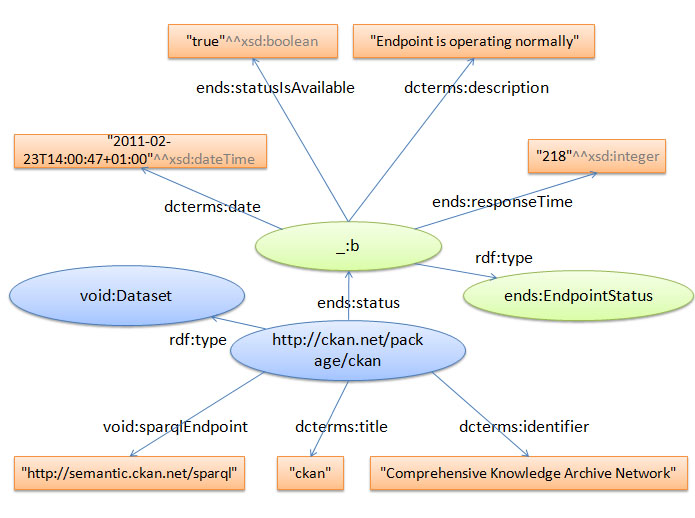 "true"^^xsd:boolean
"Endpoint is operating normally"
ends:statusIsAvailable
dcterms:description
"2011-02-
23T14:00:47+01:00"^^xsd:dateTime
"218"^^xsd:integer
dcterms:date
ends:responseTime
_:b
rdf:type
void:Dataset
ends:EndpointStatus
ends:status
rdf:type
http://ckan.net/pack
age/ckan
void:sparqlEndpoint
dcterms:title
dcterms:identifier
"http://semantic.ckan.net/sparql"
"ckan"
"Comprehensive Knowledge Archive Network"